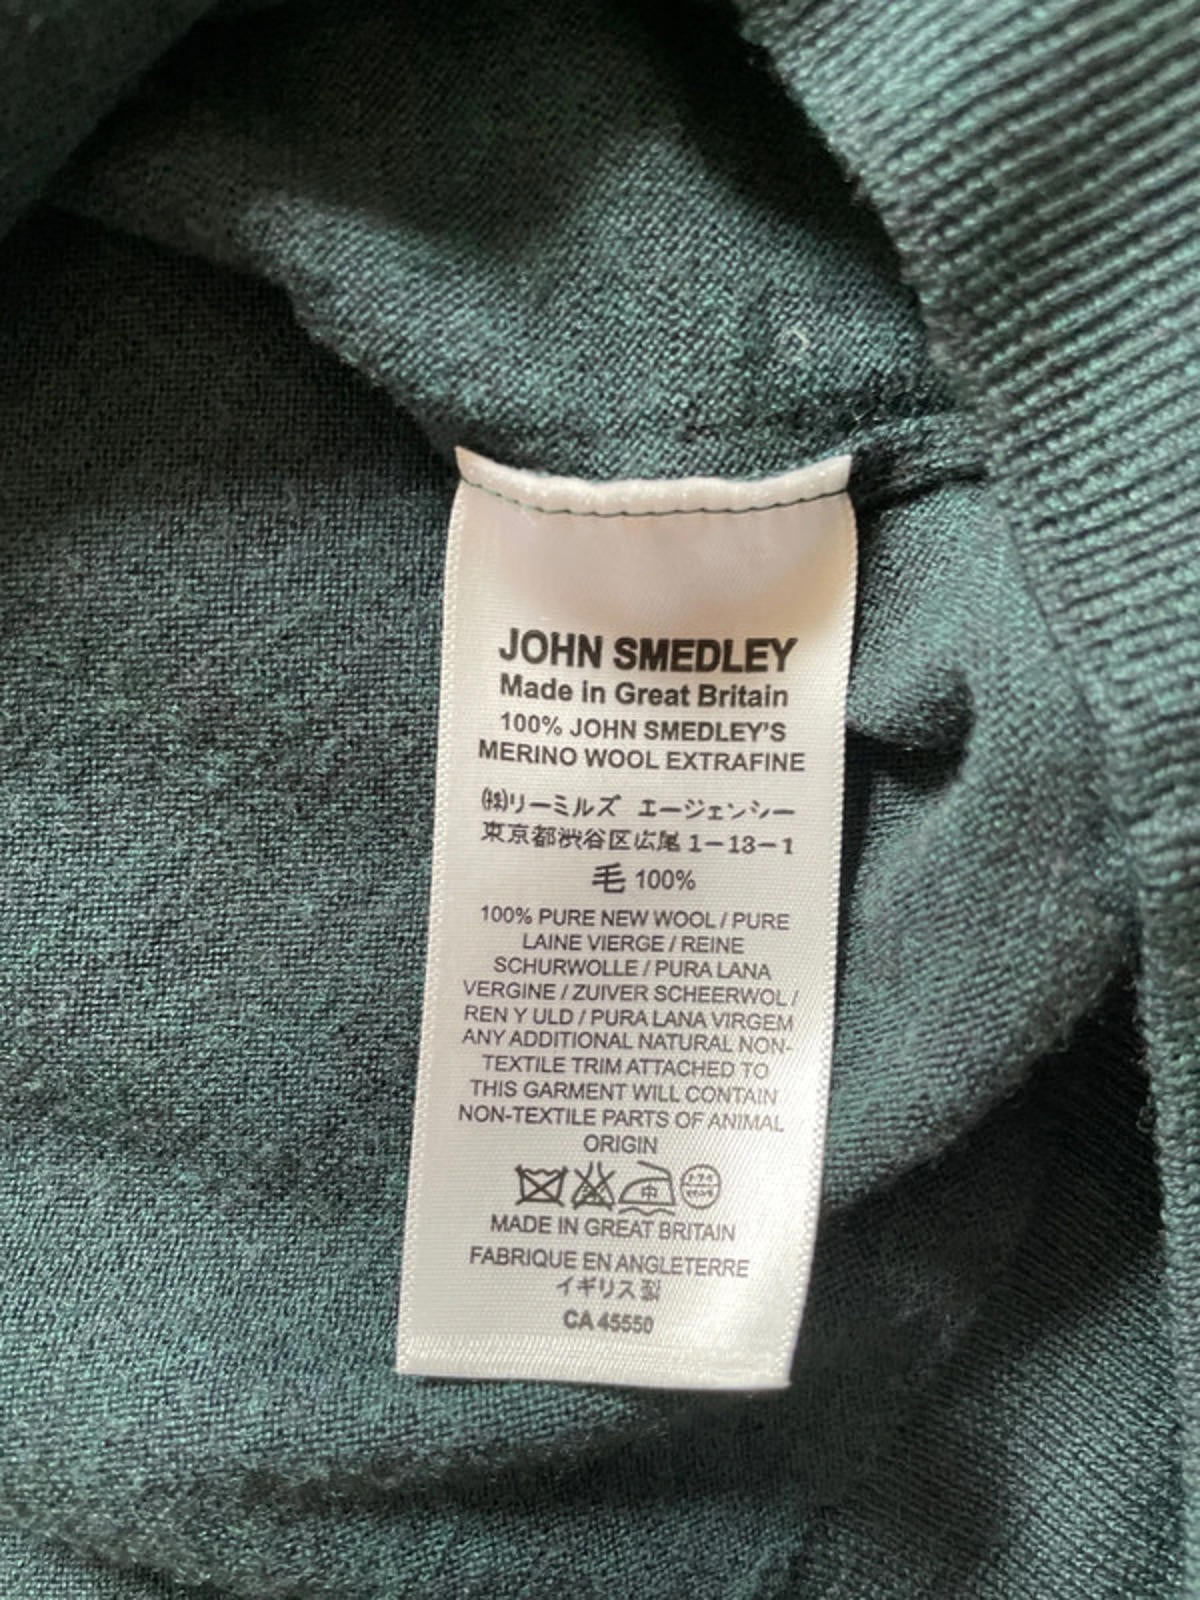 JOHN SMEDLEY
Made in Great Britain
100% JOHN SMEDLEY'S
MERINO WOOL EXTRAFINE
㈱リーミルズ エージェンシー
東京都渋谷区広尾 1-13-1
毛 100%
100% PURE NEW WOOL / PURE
LAINE VIERGE / REINE
SCHURWOLLE / PURA LANA
VERGINE / ZUIVER SCHEERWOL /
REN Y ULD / PURA LANA VIRGEM
ANY ADDITIONAL NATURAL NON-
TEXTILE TRIM ATTACHED TO
THIS GARMENT WILL CONTAIN
NON-TEXTILE PARTS OF ANIMAL
ORIGIN
中
MADE IN GREAT BRITAIN
FABRIQUE EN ANGLETERRE
イギリス製
CA 45550